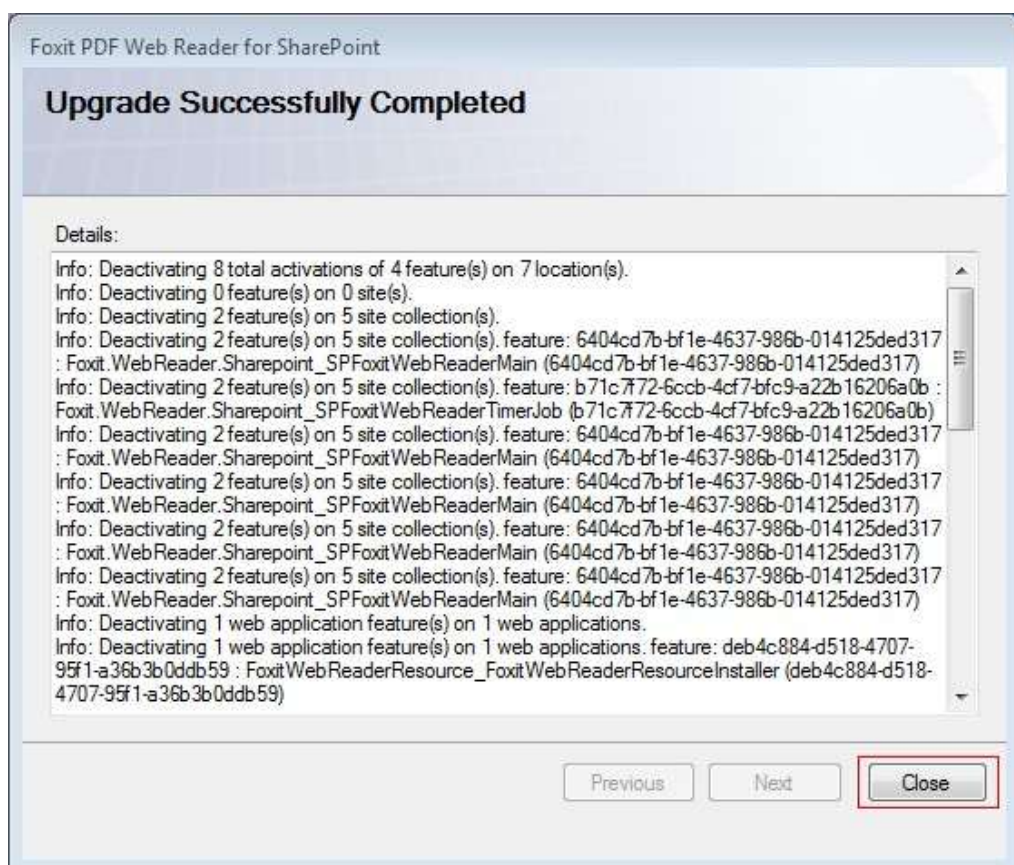 Foxit PDF Web Reader for SharePoint
Upgrade Successfully Completed
Details:
Info: Deactivating 8 total activations of 4 feature(s) on 7 location(s).
Info: Deactivating 0 feature(s) on 0 site(s).
Info: Deactivating 2 feature(s) on 5 site collection(s).
Info: Deactivating 2 feature(s) on 5 site collection(s). feature: 6404cd7b-bf1e-4637-986b-014125ded317
: Foxit.WebReader.Sharepoint_SPFoxitWebReaderMain (6404cd7b-bf1e-4637-986b-014125ded317)
Info: Deactivating 2 feature(s) on 5 site collection(s). feature: b71c7f72-6ccb-4cf7-bfc9-a22b16206a0b :
Foxit.WebReader.Sharepoint_SPFoxitWebReaderTimerJob (b71c7f72-6ccb-4cf7-bfc9-a22b16206a0b)
Info: Deactivating 2 feature(s) on 5 site collection(s). feature: 6404cd7b-bf1e-4637-986b-014125ded317
: Foxit.WebReader.Sharepoint_SPFoxitWebReaderMain (6404cd7b-bf1e-4637-986b-014125ded317)
Info: Deactivating 2 feature(s) on 5 site collection(s). feature: 6404cd7b-bf1e-4637-986b-014125ded317
: Foxit.WebReader.Sharepoint_SPFoxitWebReaderMain (6404cd7b-bf1e-4637-986b-014125ded317)
Info: Deactivating 2 feature(s) on 5 site collection(s). feature: 6404cd7b-bf1e-4637-986b-014125ded317
: Foxit.WebReader.Sharepoint_SPFoxitWebReaderMain (6404cd7b-bf1e-4637-986b-014125ded317)
Info: Deactivating 2 feature(s) on 5 site collection(s). feature: 6404cd7b-bf1e-4637-986b-014125ded317
: Foxit.WebReader.Sharepoint_SPFoxitWebReaderMain (6404cd7b-bf1e-4637-986b-014125ded317)
Info: Deactivating 1 web application feature(s) on 1 web applications.
Info: Deactivating 1 web application feature(s) on 1 web applications. feature: deb4c884-d518-4707-
95f1-a36b3b0ddb59 : FoxitWebReaderResource_FoxitWebReaderResourceInstaller (deb4c884-d518-
4707-95f1-a36b3b0ddb59)
Previous
Next
Close